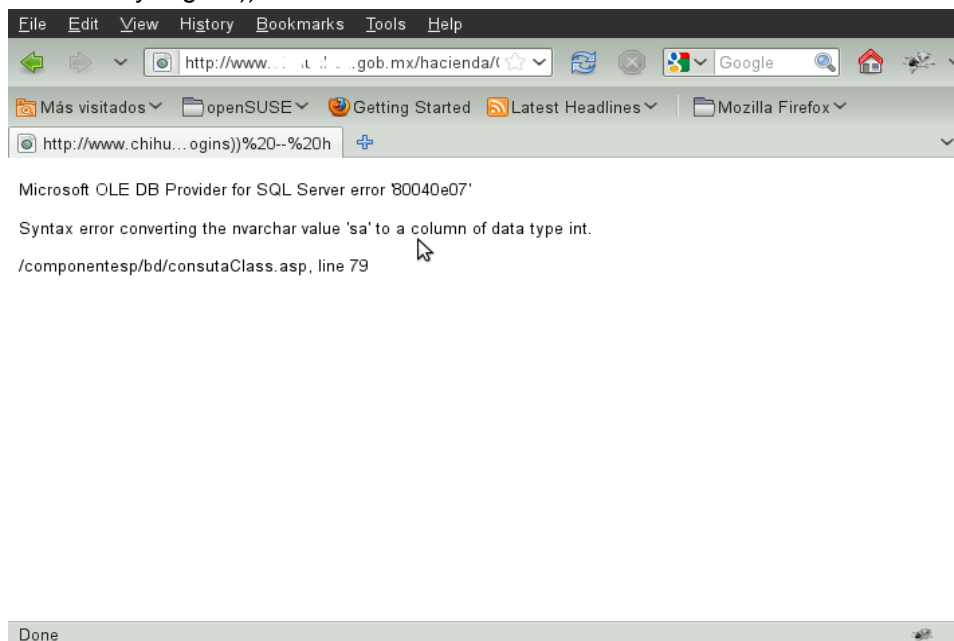 File Edit View History Bookmarks Tools Help
http://www. .gob.mx/hacienda/ Google
Más visitados openSUSE Getting Started Latest Headlines Mozilla Firefox
http://www.chihu...ogins))%20--%20h
Microsoft OLE DB Provider for SQL Server error '80040e07'
Syntax error converting the nvarchar value 'sa' to a column of data type int.
/componentesp/bd/consutaClass.asp, line 79
Done